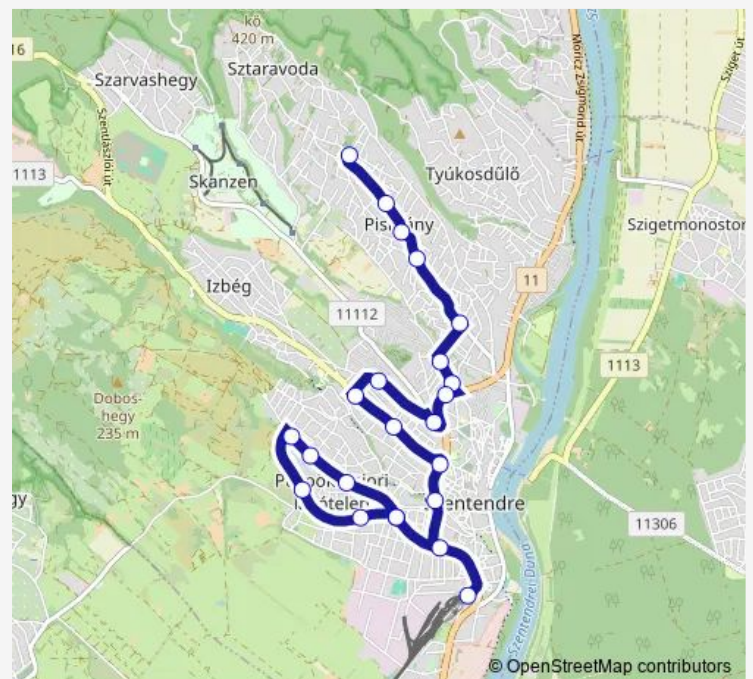 kő
420 m
16
Szarvashegy
Sztaravoda
Móricz Zsigmond út
Sziget út
Szentlászlói út
1113
Skanzen
Tyúkosdűlő
Szigetmonostor
Izbég
11
11112
1113
Dobos-
hegy
235 m
Szentendre
11306
Szentendrei Duna
© OpenStreetMap contributors